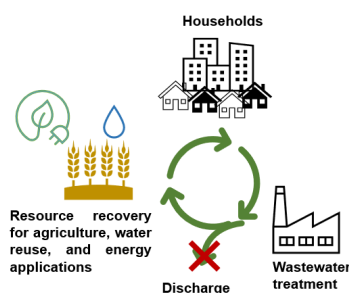 Households
Resource recovery
for agriculture, water
reuse, and energy
applications
Discharge
Wastewater
treatment